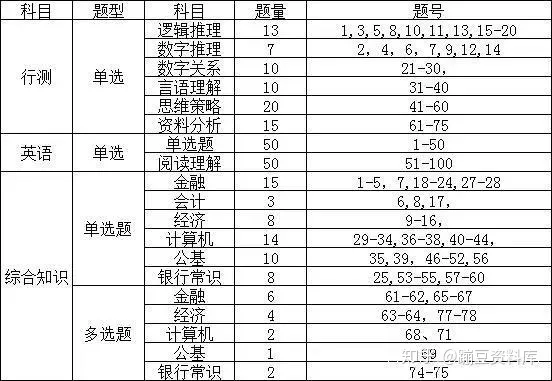 科目 题型 科目 题量 题号
行测 单选 逻辑推理 13 1,3,5,8,10,11,13,15-20
数字推理 7 2，4，6，7,9,12,14
数字关系 10 21-30，
言语理解 10 31-40
思维策略 20 41-60
资料分析 15 61-75
英语 单选 单选题 50 1-50
阅读理解 50 51-100
综合知识 单选题 金融 15 1-5，7,18-24,27-28
会计 3 6,8,17，
经济 8 9-16，
计算机 14 29-34,36-38,40-44，
公基 10 35,39，46-52,56
银行常识 8 25,53-55,57-60
多选题 金融 6 61-62,65-67
经济 4 63-64，77-78
计算机 2 68、71
公基 1 69
银行常识 2 74-75
知乎 @蹦豆资料库